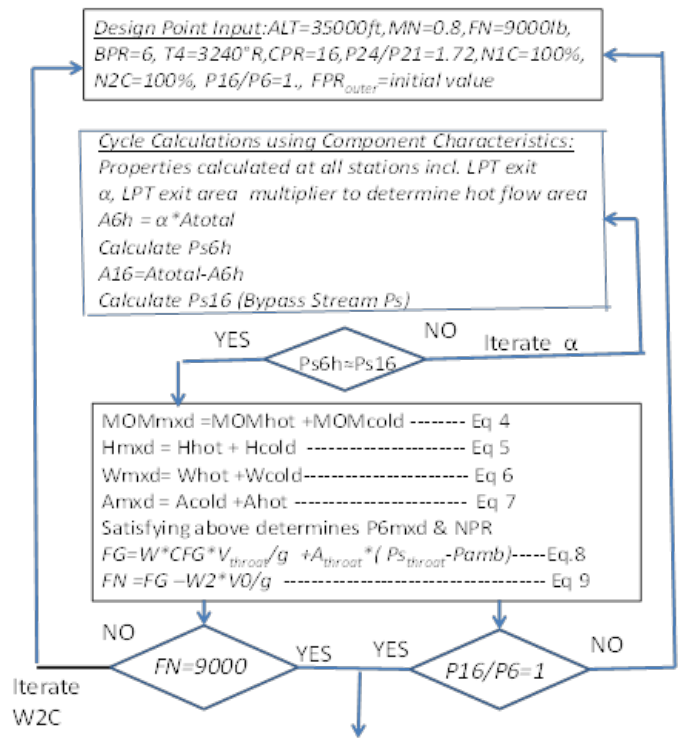 Design Point Input:ALT=35000ft,MN=0.8,FN=9000lb,
BPR=6, T4=3240°R,CPR=16,P24/P21=1.72,N1C=100%,
N2C=100%, P16/P6=1., FPRouter=initial value
Cycle Calculations using Component Characteristics:
Properties calculated at all stations incl. LPT exit
α, LPT exit area multiplier to determine hot flow area
A6h = α*Atotal
Calculate Ps6h
A16=Atotal-A6h
Calculate Ps16 (Bypass Stream Ps)
YES
NO
Iterate α
Ps6h=Ps16
MOMmxd =MOMhot +MOMcold -------- Eq 4
Hmxd = Hhot + Hcold ------------------------ Eq 5
Wmxd= Whot +Wcold------------------------ Eq 6
Amxd = Acold +Ahot ------------------------- Eq 7
Satisfying above determines P6mxd & NPR
FG=W*CFG*Vthroat/g +Athroat*( Psthroat-Pamb)-----Eq.8
FN =FG –W2*V0/g ------------------------------------- Eq 9
NO
YES
YES
NO
FN=9000
P16/P6=1
Iterate
W2C